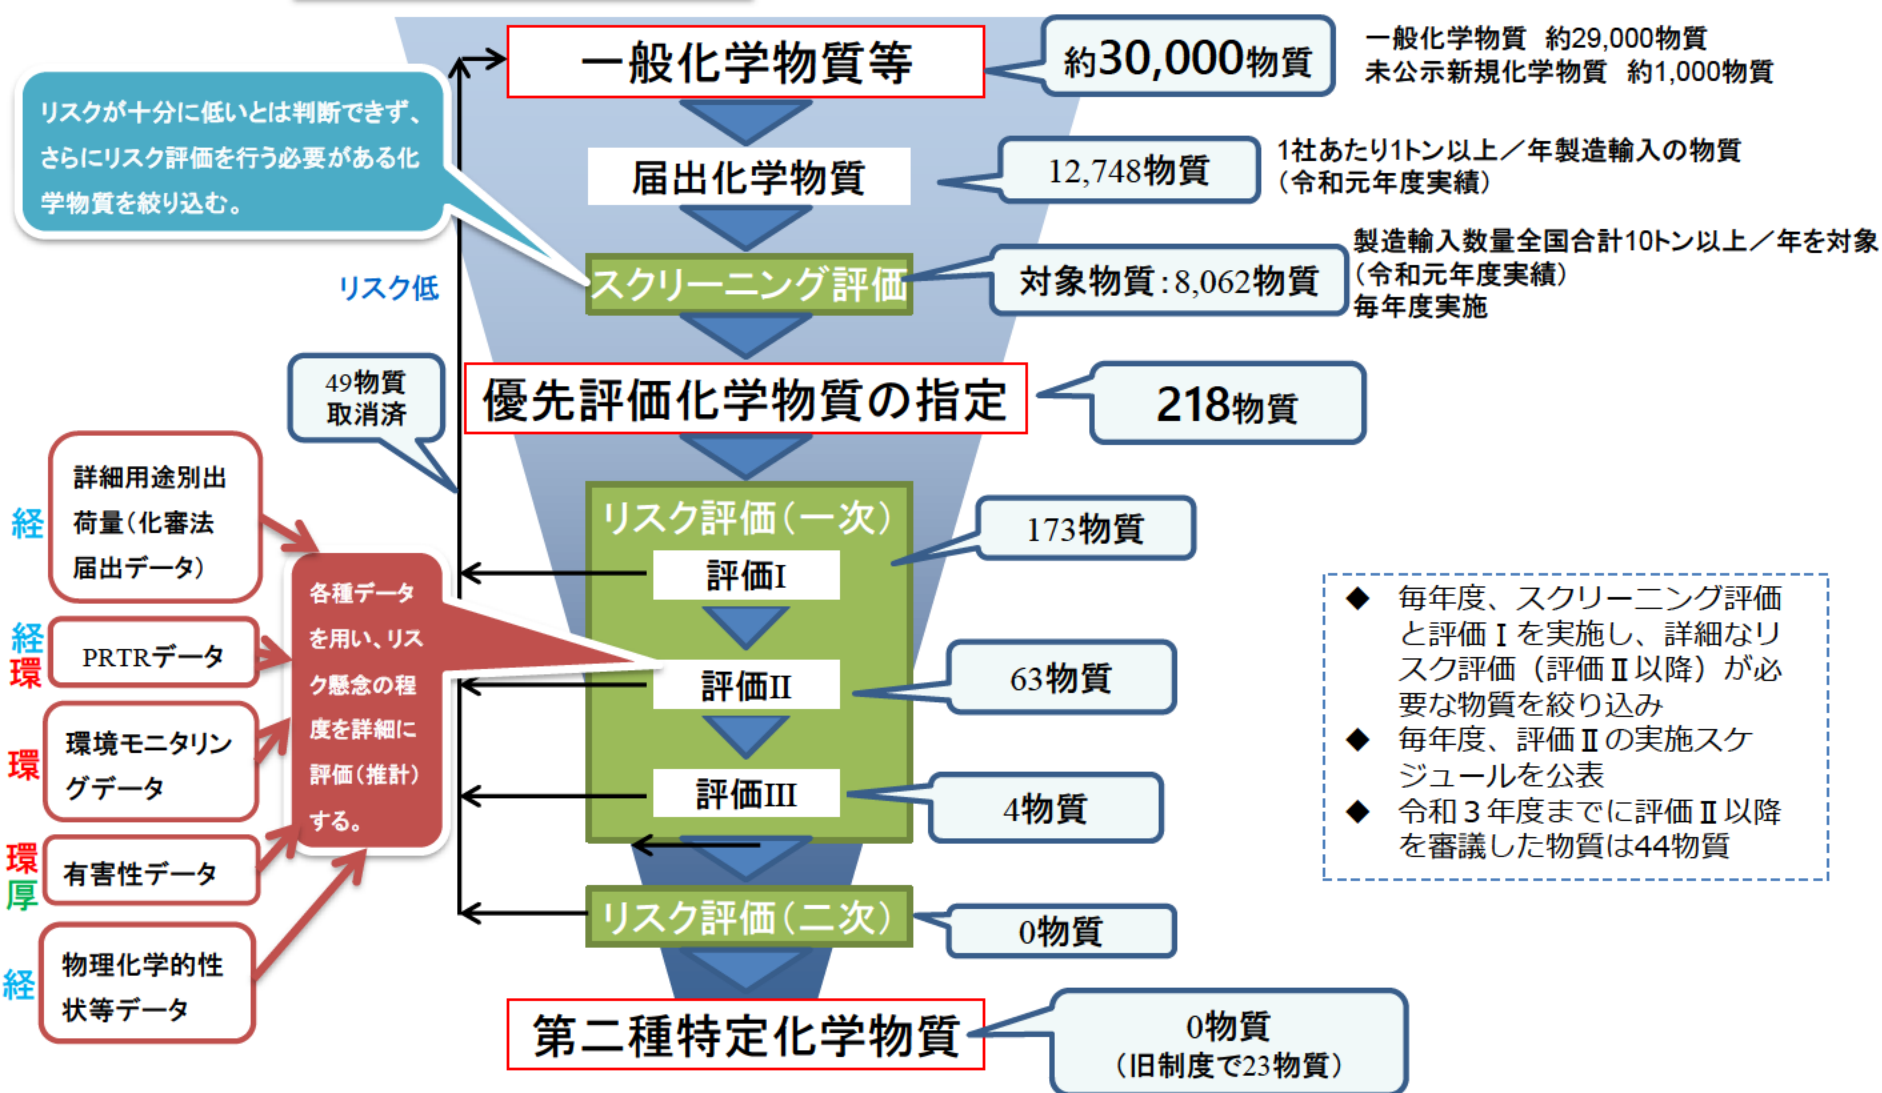 一般化学物質等
約30,000物質
一般化学物質 約29,000物質
未公示新規化学物質 約1,000物質
リスクが十分に低いとは判断できず、
さらにリスク評価を行う必要がある化
学物質を絞り込む。
届出化学物質
12,748物質
1社あたり1トン以上／年製造輸入の物質
（令和元年度実績）
スクリーニング評価
対象物質：8,062物質
製造輸入数量全国合計10トン以上／年を対象
（令和元年度実績）
毎年度実施
リスク低
49物質
取消済
優先評価化学物質の指定
218物質
リスク評価（一次）
173物質
評価I
評価II
63物質
評価III
4物質
リスク評価（二次）
0物質
第二種特定化学物質
0物質
（旧制度で23物質）
経
詳細用途別出
荷量（化審法
届出データ）
経
環
PRTRデータ
環
環境モニタリン
グデータ
環
厚
有害性データ
経
物理化学的性
状等データ
各種データ
を用い、リス
ク懸念の程
度を詳細に
評価（推計）
する。
◆ 毎年度、スクリーニング評価
と評価Ⅰを実施し、詳細なリ
スク評価（評価Ⅱ以降）が必
要な物質を絞り込み
◆ 毎年度、評価Ⅱの実施スケ
ジュールを公表
◆ 令和３年度までに評価Ⅱ以降
を審議した物質は44物質